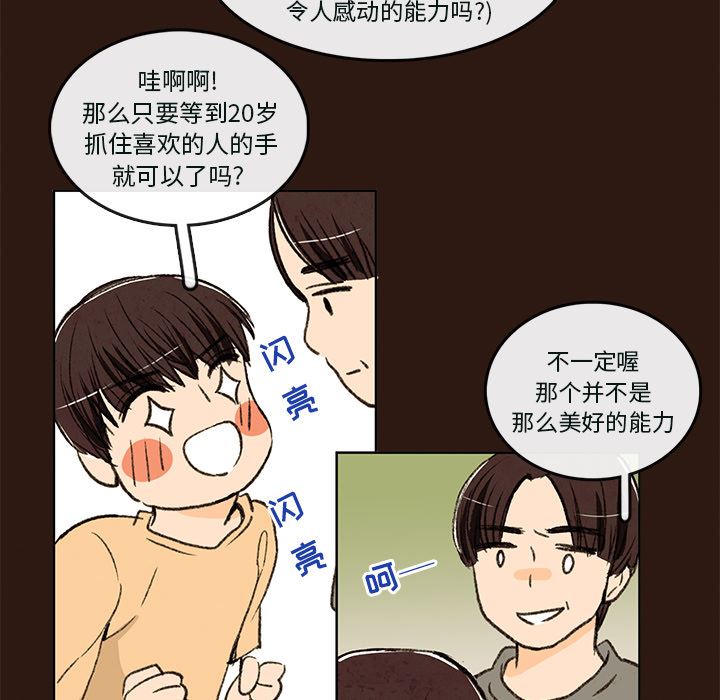 令人感动的能力吗?)
哇啊啊!
那么只要等到20岁
抓住喜欢的人的手
就可以了吗?
闪
亮
不一定喔
那个并不是
那么美好的能力
闪
亮
呵一